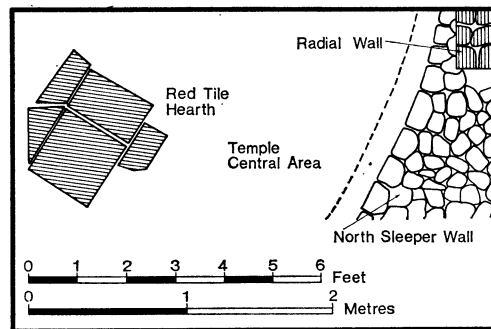 Radial Wall
Red Tile
Hearth
Temple
Central Area
North Sleeper Wall
0 1 2 3 4 5 6 Feet
0 1 2 Metres